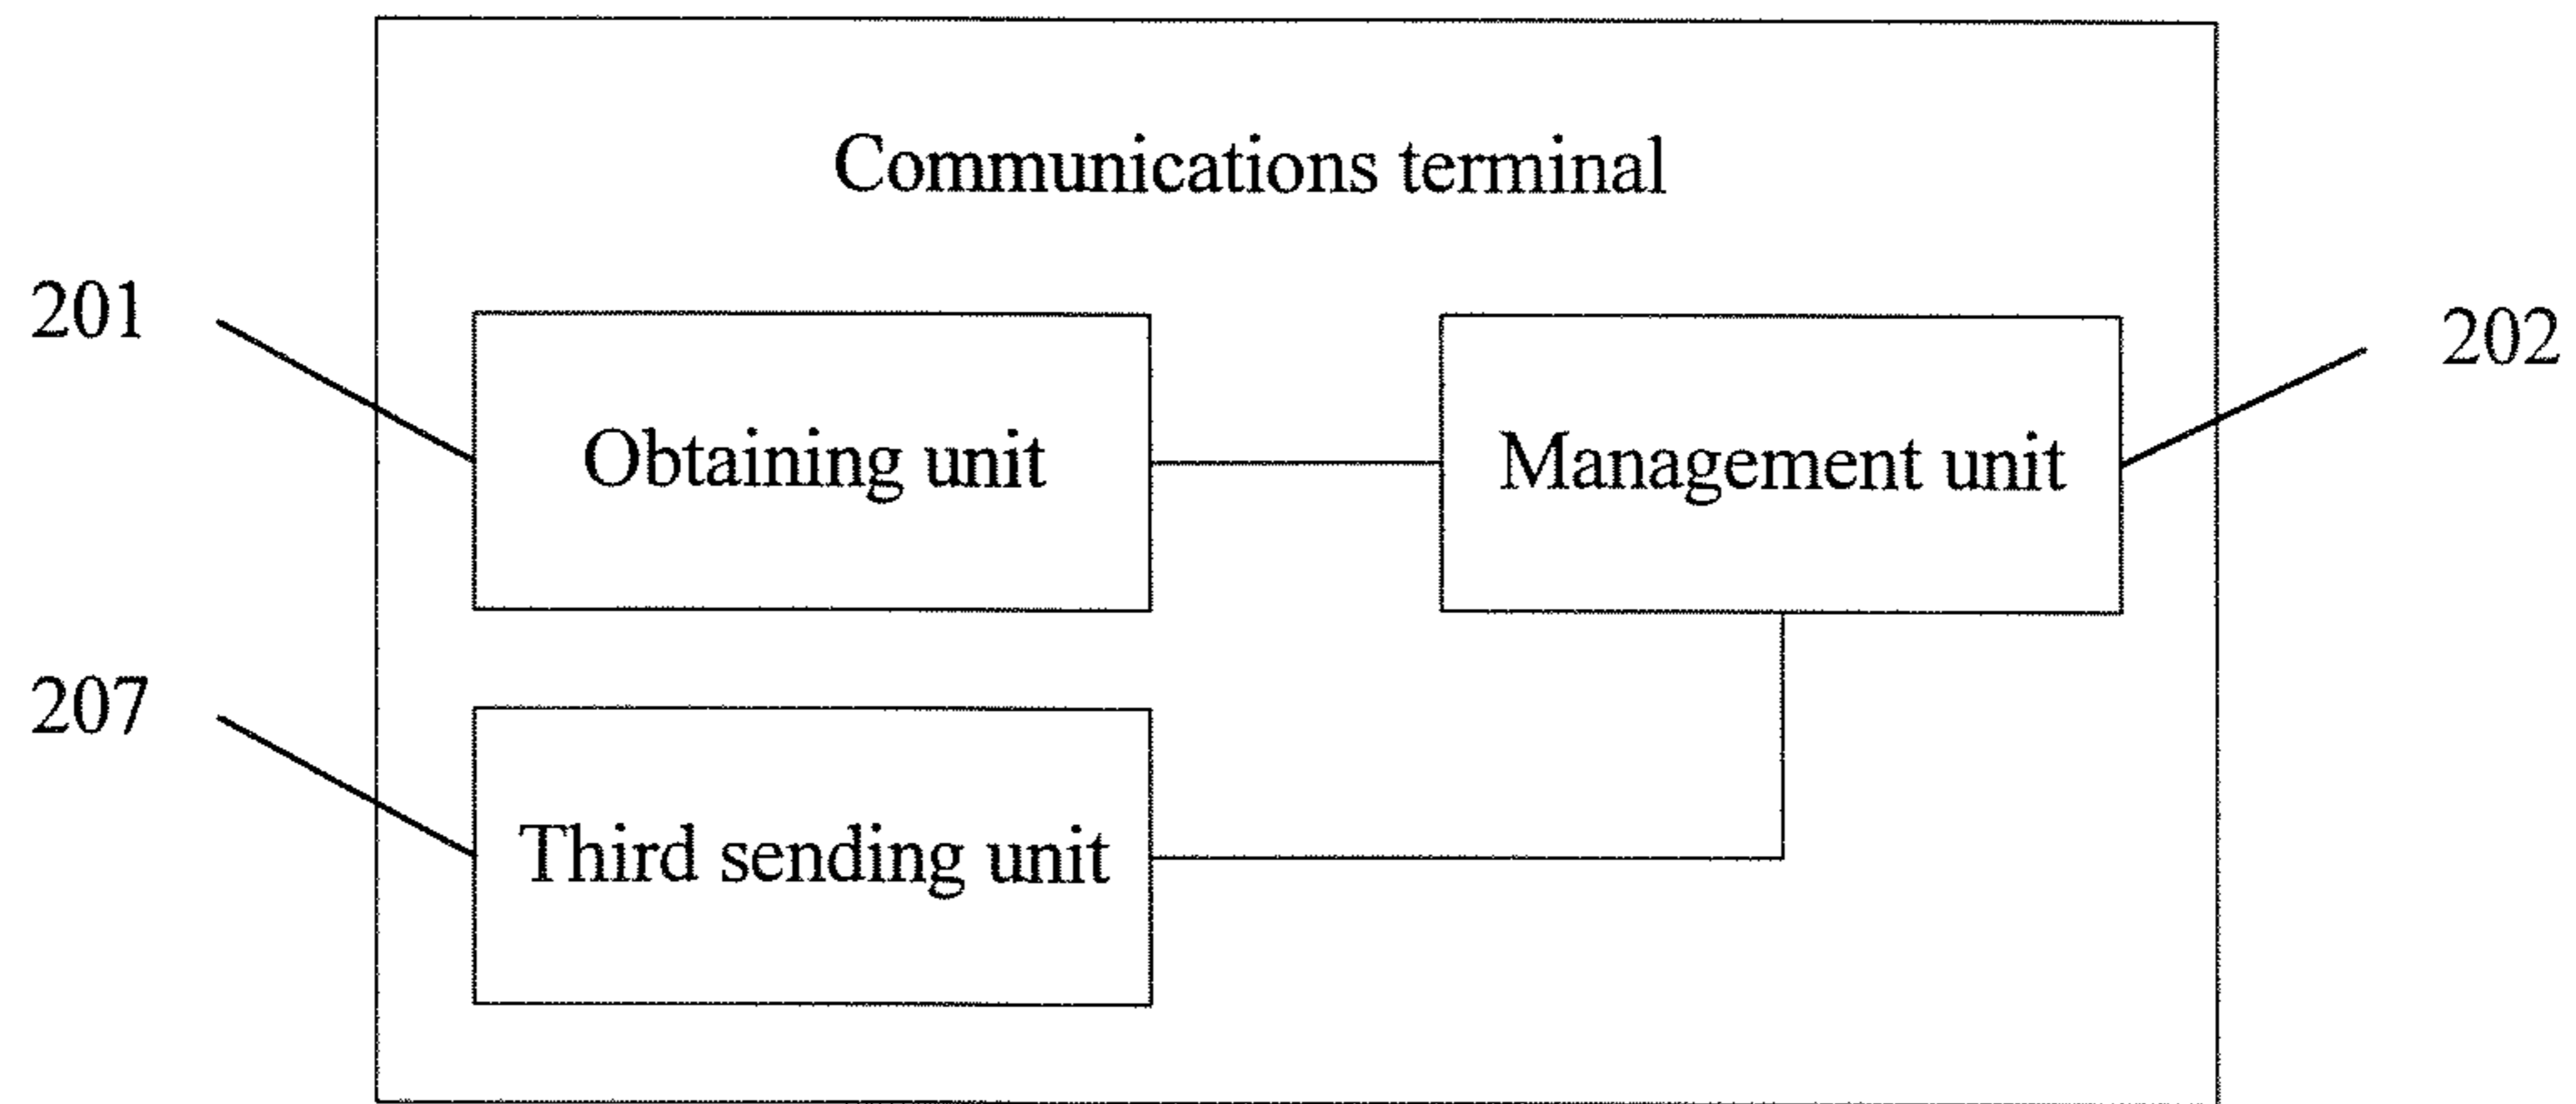 Communications terminal
201
Obtaining unit
Management unit
202
207
Third sending unit